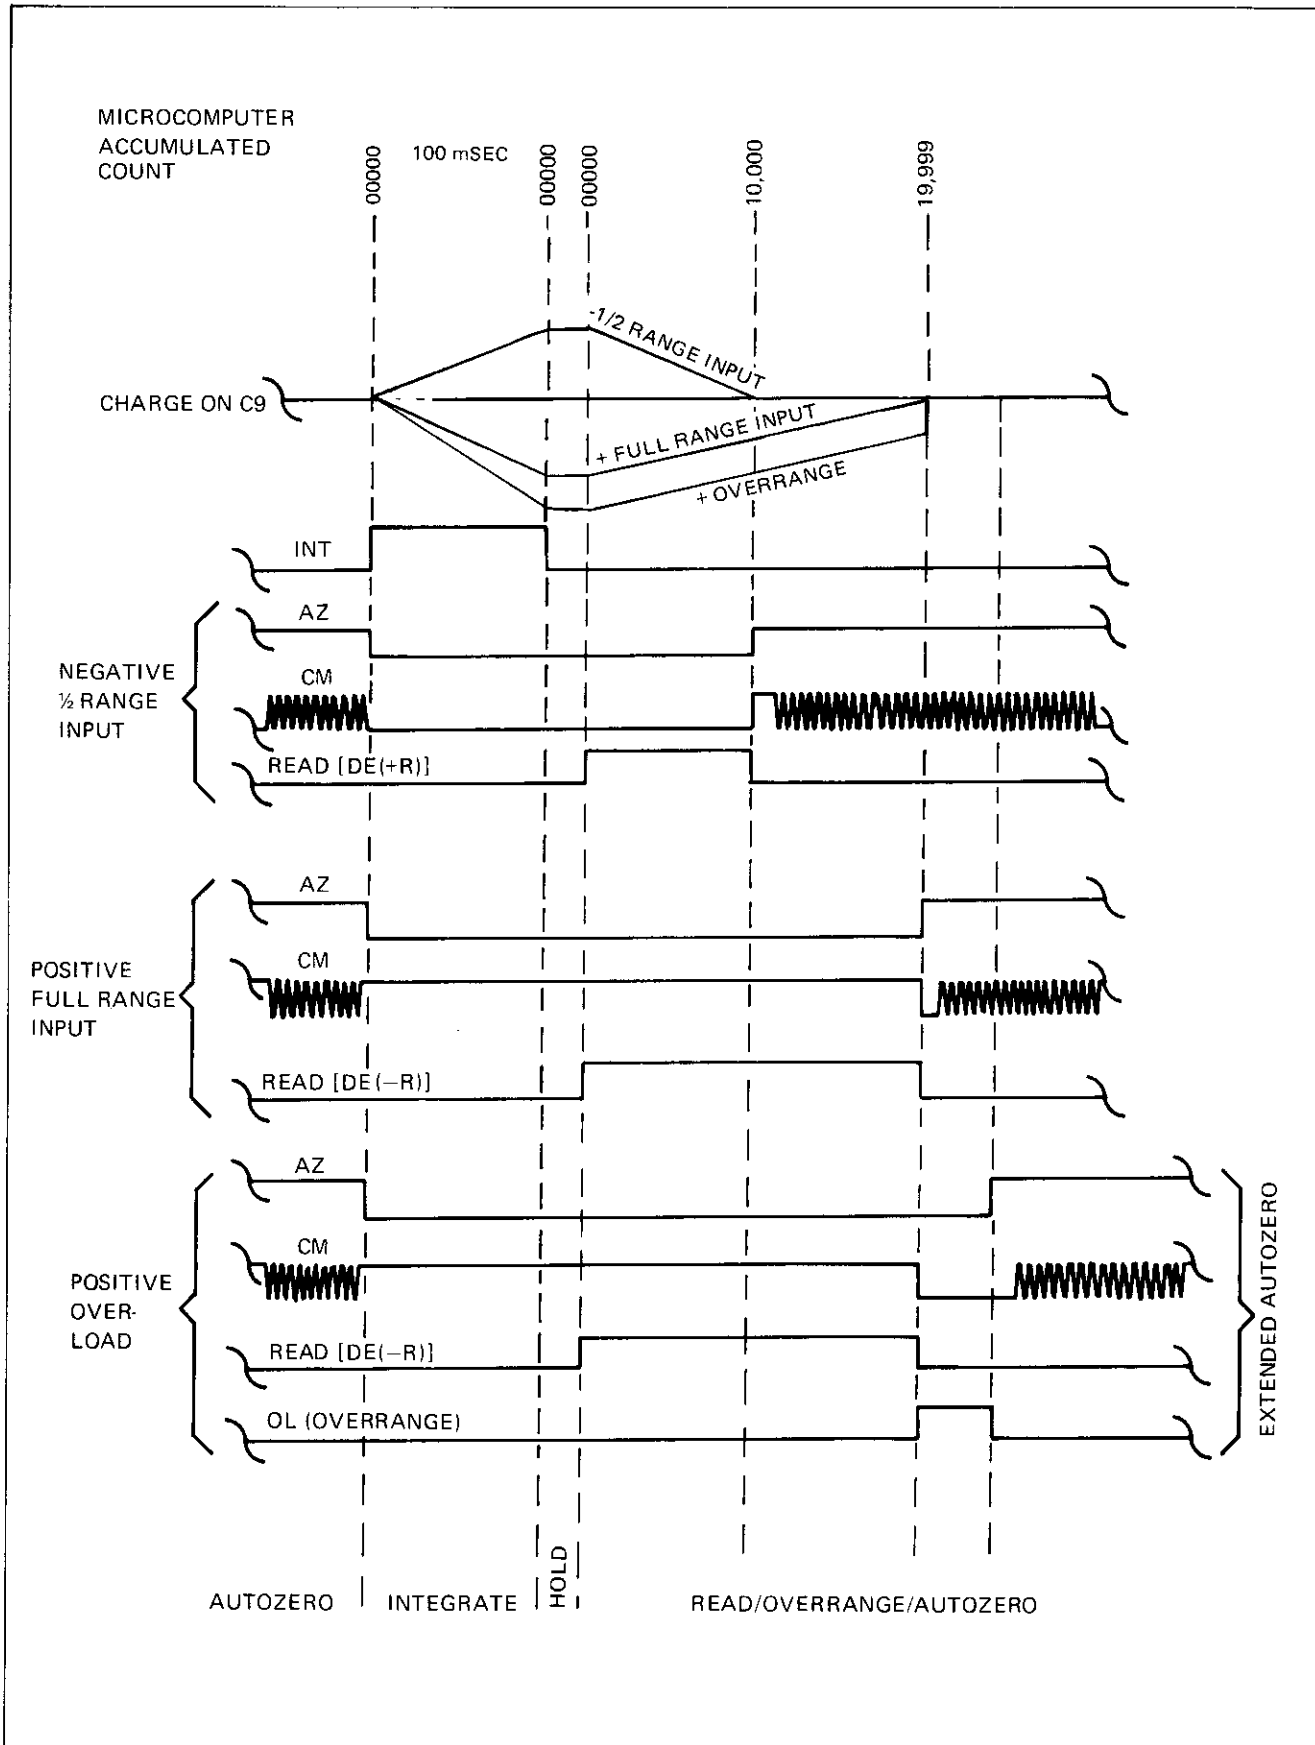 MICROCOMPUTER
ACCUMULATED
COUNT
00000
100 mSEC
00000
00000
10,000
19,999
CHARGE ON C9
-1/2 RANGE INPUT
+ FULL RANGE INPUT
+ OVERRANGE
INT
NEGATIVE
½ RANGE
INPUT
AZ
CM
READ [DE(+R)]
POSITIVE
FULL RANGE
INPUT
AZ
CM
READ [DE(—R)]
POSITIVE
OVER-
LOAD
AZ
CM
READ [DE(—R)]
OL (OVERRANGE)
EXTENDED AUTOZERO
AUTOZERO
INTEGRATE
HOLD
READ/OVERRANGE/AUTOZERO